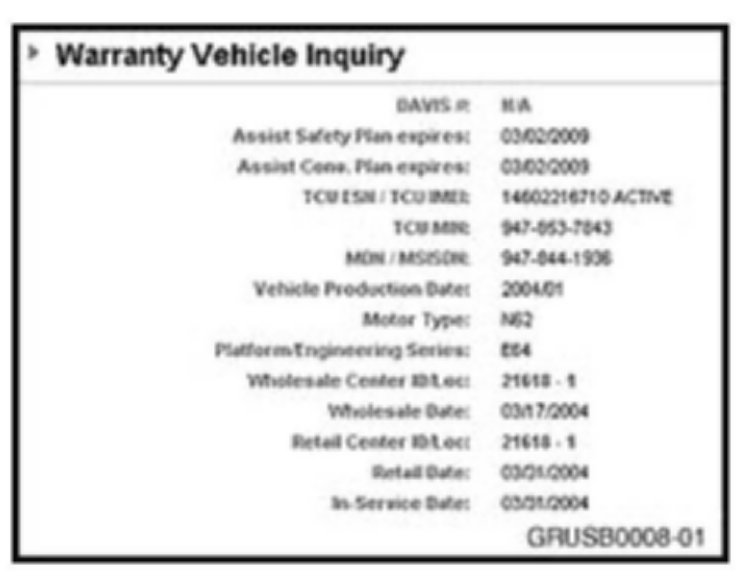 Warranty Vehicle Inquiry
DAVIS #: N/A
Assist Safety Plan expires: 03/02/2009
Assist Conv. Plan expires: 03/02/2009
TCU ESN / TCU IMEI: 14602216710 ACTIVE
TCU MIN: 947-853-7843
MDN / MSISDN: 947-844-1936
Vehicle Production Date: 2004/01
Motor Type: N62
Platform/Engineering Series: E64
Wholesale Center ID/Loc: 21618 - 1
Wholesale Date: 03/17/2004
Retail Center ID/Loc: 21618 - 1
Retail Date: 03/31/2004
In-Service Date: 03/31/2004
GRUSB0008-01